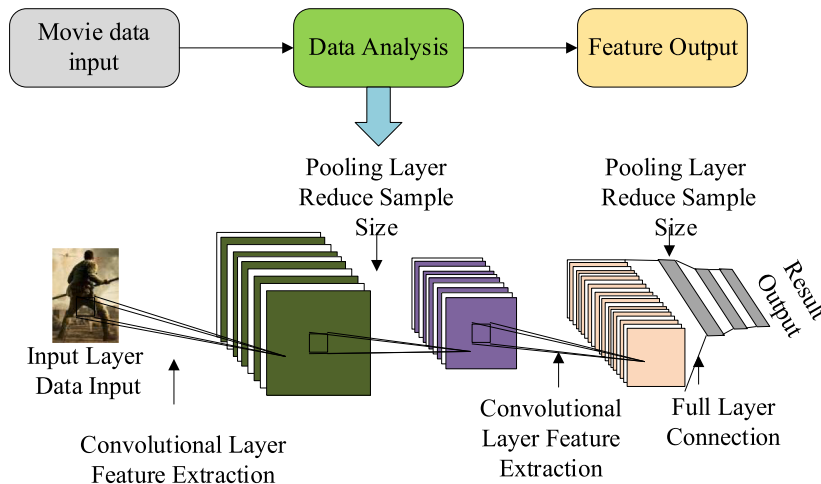 Movie data
input
Data Analysis
Feature Output
Pooling Layer
Reduce Sample
Size
Pooling Layer
Reduce Sample
Size
Result
Output
Input Layer
Data Input
Convolutional Layer
Feature Extraction
Convolutional
Layer Feature
Extraction
Full Layer
Connection